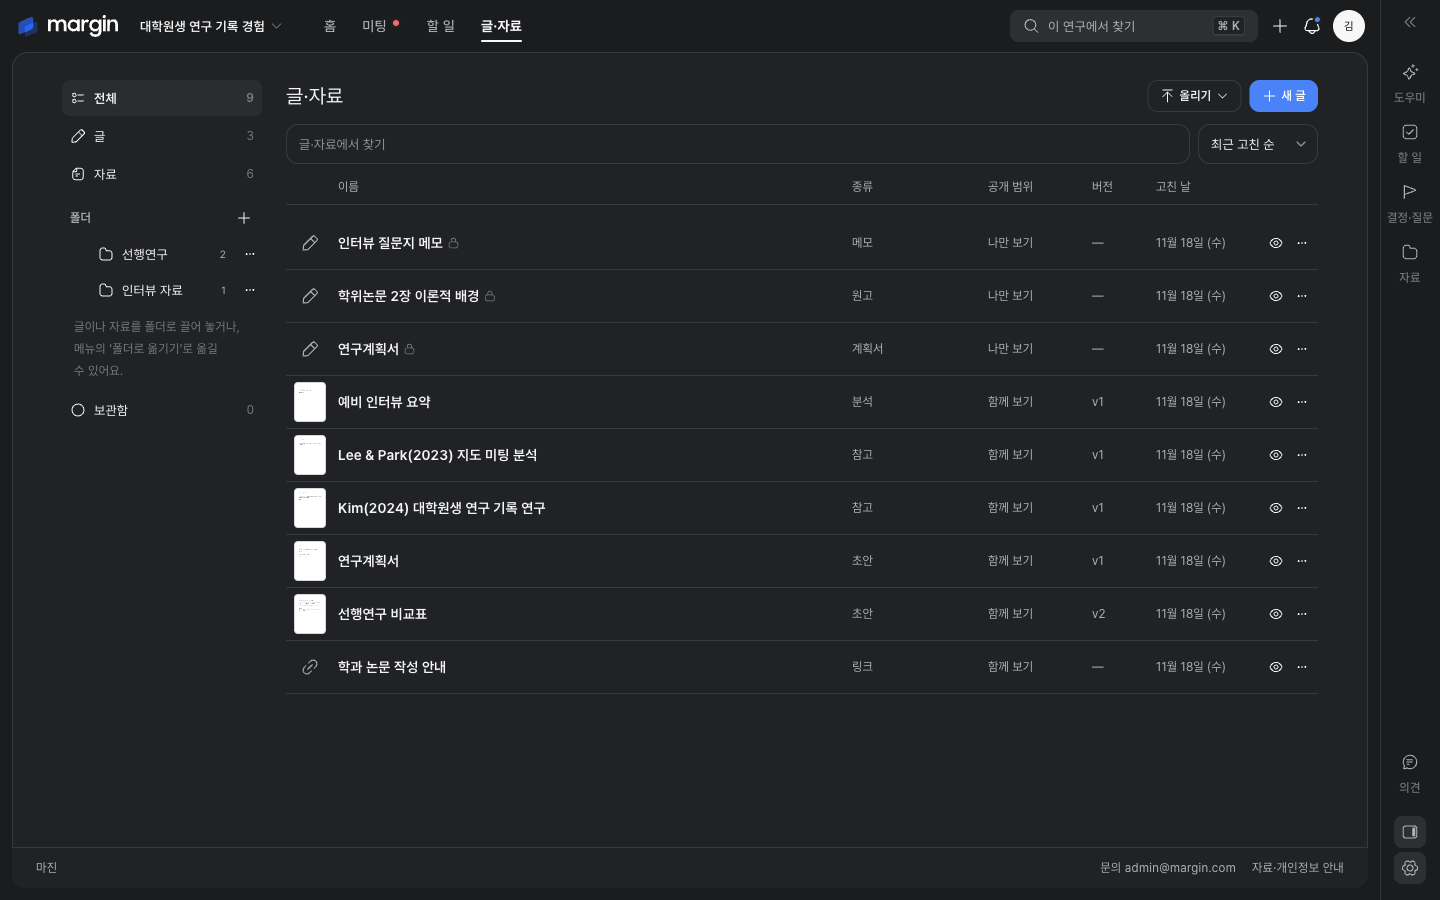 margin
대학원생 연구 기록 경험
홈
미팅
할 일
글·자료
이 연구에서 찾기
⌘ K
김
전체 9
글 3
자료 6
폴더
선행연구 2
인터뷰 자료 1
글이나 자료를 폴더로 끌어 놓거나,
메뉴의 ‘폴더로 옮기기’로 옮길
수 있어요.
보관함 0
글·자료
올리기
새 글
글·자료에서 찾기
최근 고친 순
이름 종류 공개 범위 버전 고친 날
인터뷰 질문지 메모 메모 나만 보기 — 11월 18일 (수)
학위논문 2장 이론적 배경 원고 나만 보기 — 11월 18일 (수)
연구계획서 계획서 나만 보기 — 11월 18일 (수)
예비 인터뷰 요약 분석 함께 보기 v1 11월 18일 (수)
Lee & Park(2023) 지도 미팅 분석 참고 함께 보기 v1 11월 18일 (수)
Kim(2024) 대학원생 연구 기록 연구 참고 함께 보기 v1 11월 18일 (수)
연구계획서 초안 함께 보기 v1 11월 18일 (수)
선행연구 비교표 초안 함께 보기 v2 11월 18일 (수)
학과 논문 작성 안내 링크 함께 보기 — 11월 18일 (수)
마진
문의 admin@margin.com
자료·개인정보 안내
도우미
할 일
결정·질문
자료
의견